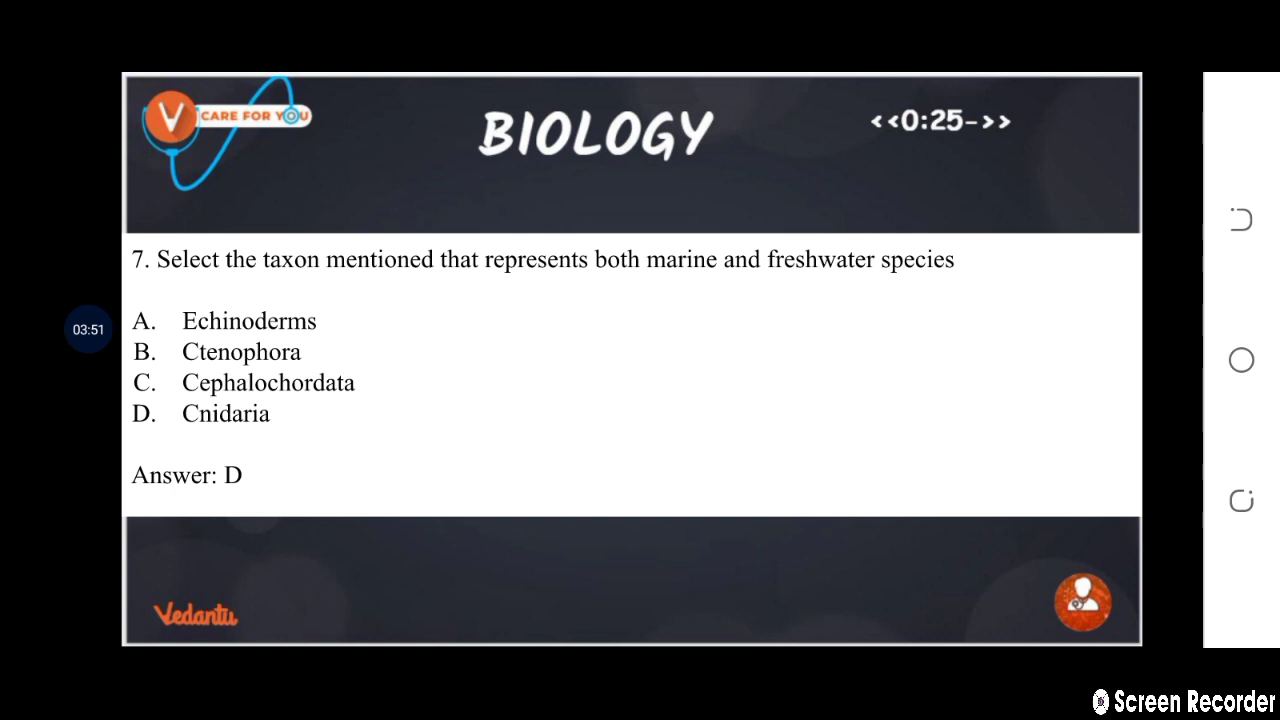 V CARE FOR YOU
BIOLOGY
<<0:25->>
7. Select the taxon mentioned that represents both marine and freshwater species
03:51
A. Echinoderms
B. Ctenophora
C. Cephalochordata
D. Cnidaria
Answer: D
Vedantu
Screen Recorder